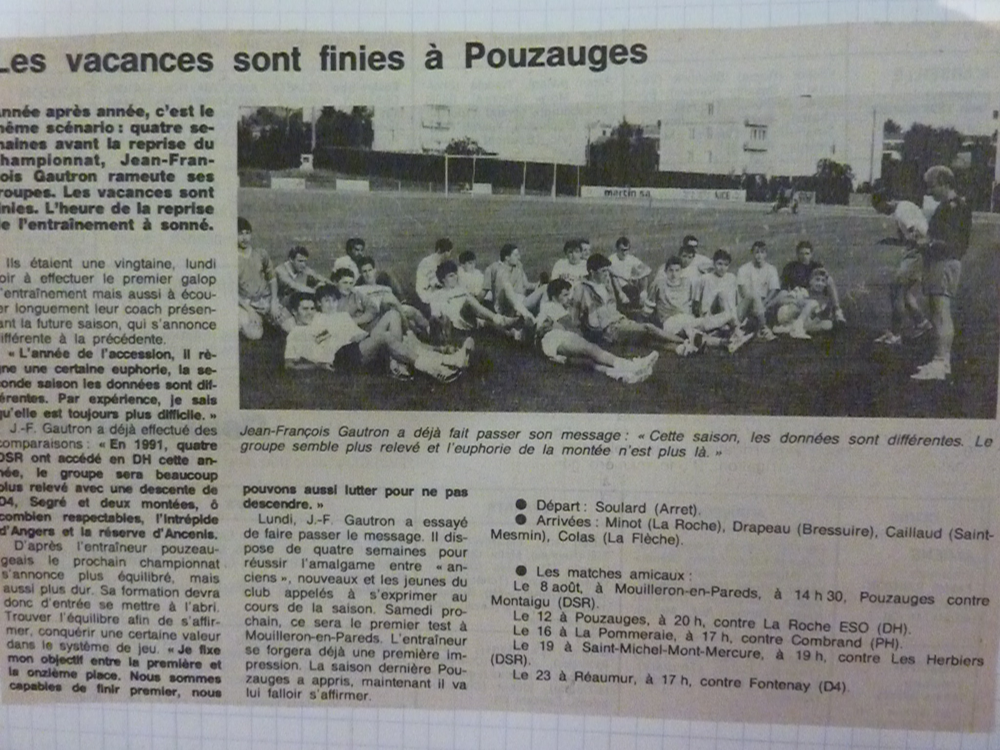 Les vacances sont finies à Pouzauges
Année après année, c'est le
même scénario : quatre se-
maines avant la reprise du
championnat, Jean-Fran-
çois Gautron rameute ses
troupes. Les vacances sont
finies. L'heure de la reprise
de l'entraînement à sonné.
Ils étaient une vingtaine, lundi
soir à effectuer le premier galop
d'entraînement mais aussi à écou-
ter longuement leur coach présen-
tant la future saison, qui s'annonce
différente à la précédente.
« L'année de l'accession, il rè-
gne une certaine euphorie, la se-
conde saison les données sont dif-
férentes. Par expérience, je sais
qu'elle est toujours plus difficile. »
J.-F. Gautron a déjà effectué des
comparaisons : « En 1991, quatre
DSR ont accédé en DH cette an-
née, le groupe sera beaucoup
plus relevé avec une descente de
D4, Segré et deux montées, ô
combien respectables, l'Intrépide
d'Angers et la réserve d'Ancenis.
D'après l'entraîneur pouzeau-
geais le prochain championnat
s'annonce plus équilibré, mais
aussi plus dur. Sa formation devra
donc d'entrée se mettre à l'abri.
Trouver l'équilibre afin de s'affir-
mer, conquérir une certaine valeur
dans le système de jeu. « Je fixe
mon objectif entre la première et
la onzième place. Nous sommes
capables de finir premier, nous
martin sa
Jean-François Gautron a déjà fait passer son message : « Cette saison, les données sont différentes. Le
groupe semble plus relevé et l'euphorie de la montée n'est plus là. »
pouvons aussi lutter pour ne pas
descendre. »
Lundi, J.-F. Gautron a essayé
de faire passer le message. Il dis-
pose de quatre semaines pour
réussir l'amalgame entre « an-
ciens », nouveaux et les jeunes du
club appelés à s'exprimer au
cours de la saison. Samedi pro-
chain, ce sera le premier test à
Mouilleron-en-Pareds. L'entraîneur
se forgera déjà une première im-
pression. La saison dernière Pou-
zauges a appris, maintenant il va
lui falloir s'affirmer.
● Départ : Soulard (Arret).
● Arrivées : Minot (La Roche), Drapeau (Bressuire), Caillaud (Saint-
Mesmin), Colas (La Flèche).
● Les matches amicaux :
Le 8 août, à Mouilleron-en-Pareds, à 14 h 30, Pouzauges contre
Montaigu (DSR).
Le 12 à Pouzauges, à 20 h, contre La Roche ESO (DH).
Le 16 à La Pommeraie, à 17 h, contre Combrand (PH).
Le 19 à Saint-Michel-Mont-Mercure, à 19 h, contre Les Herbiers
(DSR).
Le 23 à Réaumur, à 17 h, contre Fontenay (D4).